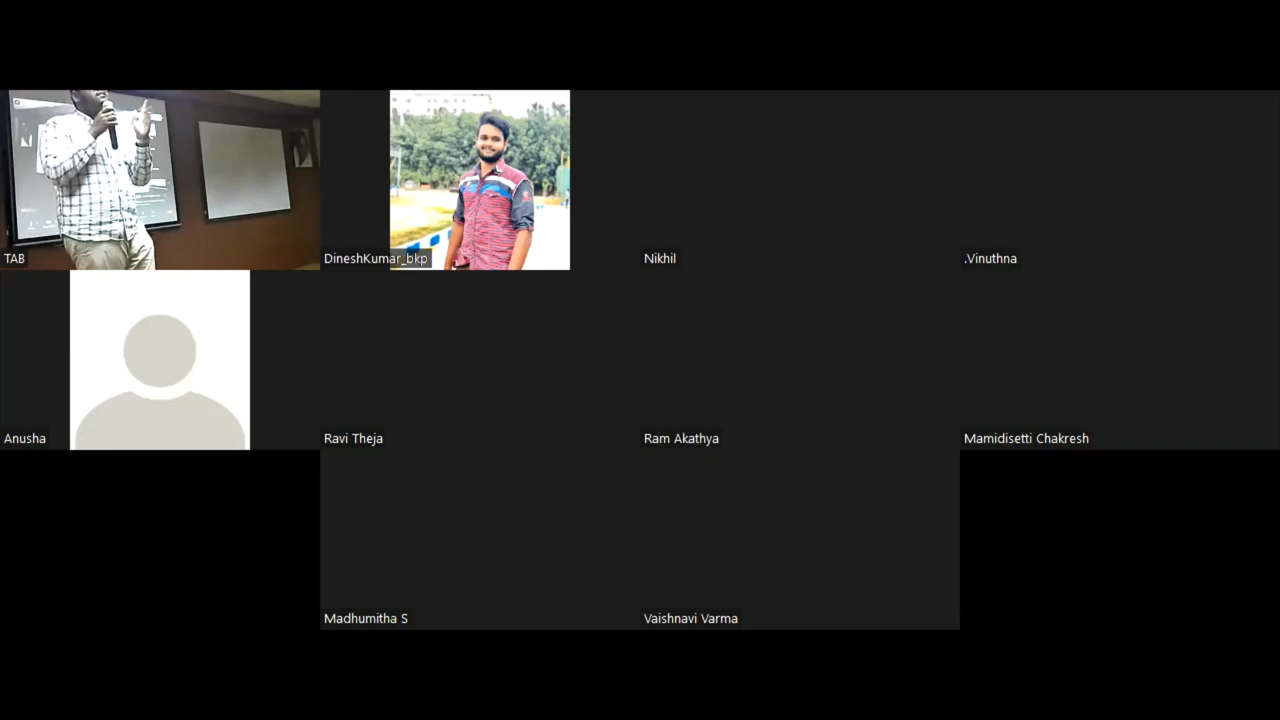 TAB
DineshKumar_bkp
Nikhil
.Vinuthna
Anusha
Ravi Theja
Ram Akathya
Mamidisetti Chakresh
Madhumitha S
Vaishnavi Varma